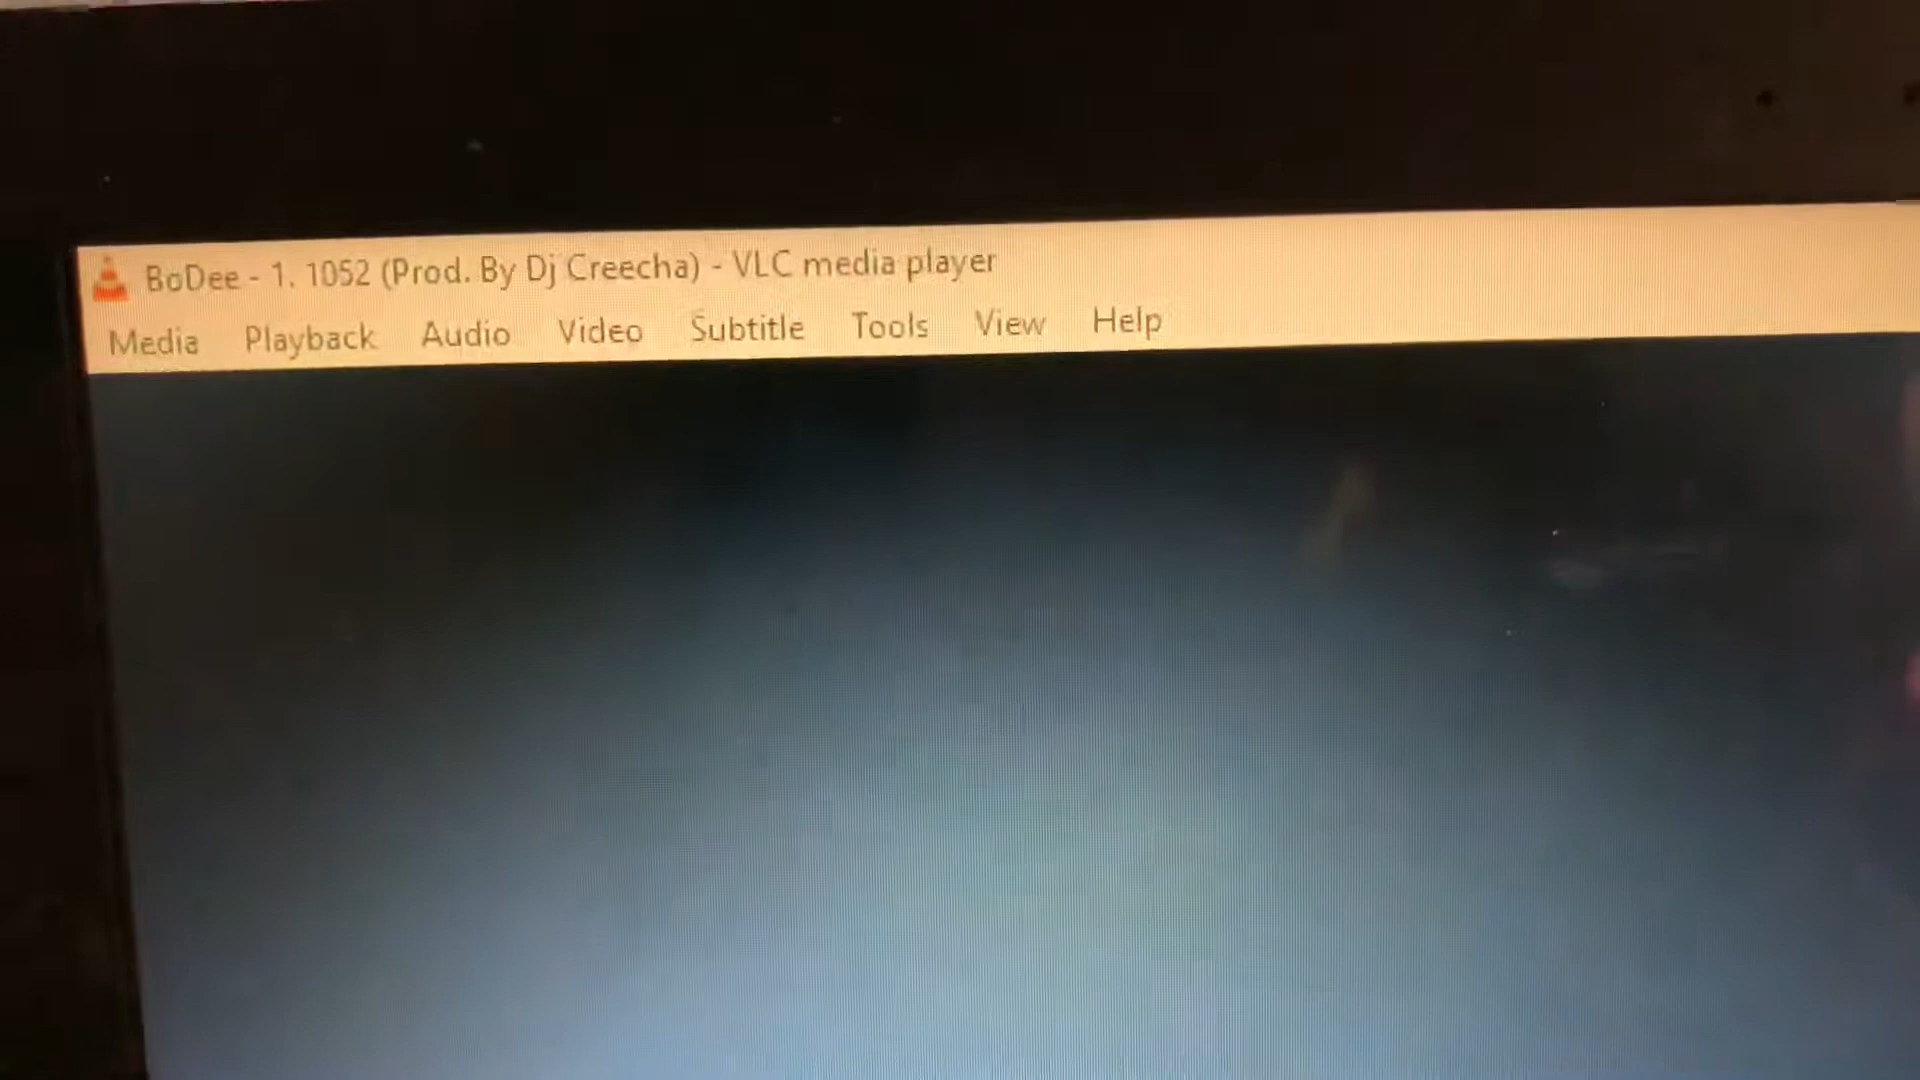 BoDee - 1. 1052 (Prod. By Dj Creecha) - VLC media player
Media Playback Audio Video Subtitle Tools View Help